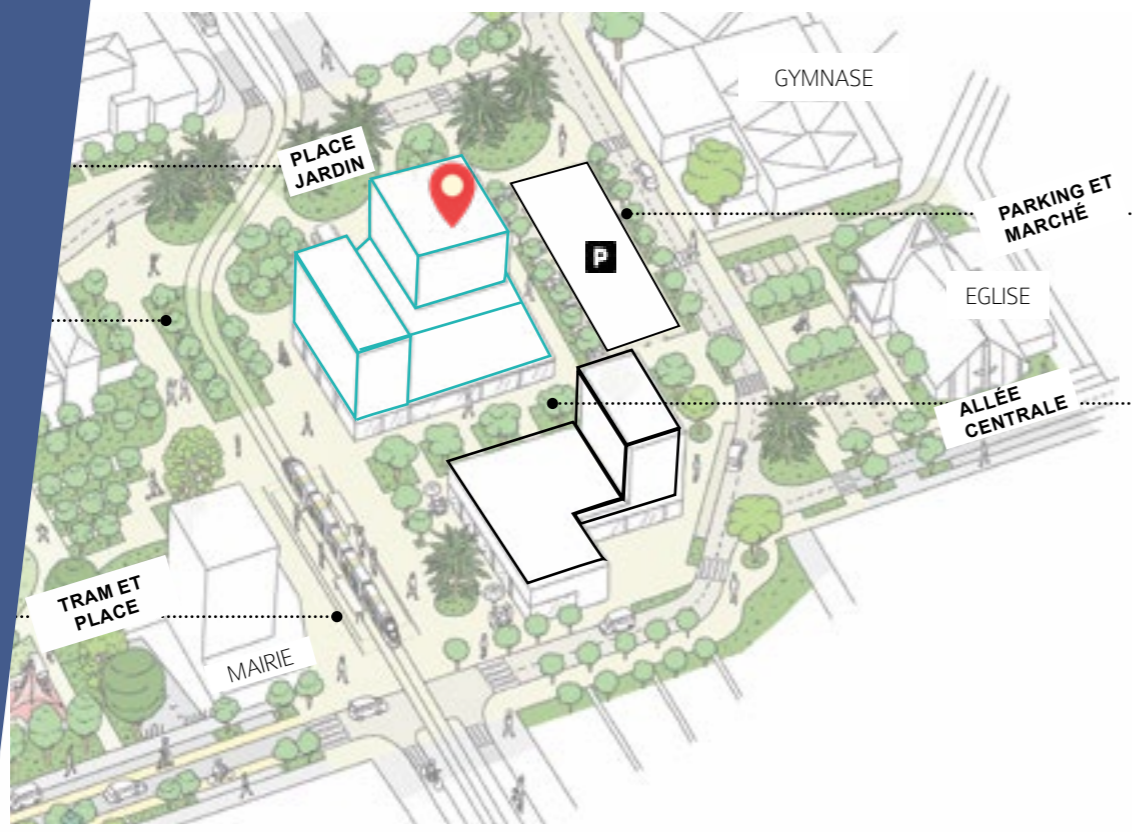 GYMNASE
PLACE
JARDIN
PARKING ET
MARCHÉ
P
EGLISE
ALLÉE
CENTRALE
TRAM ET
PLACE
MAIRIE